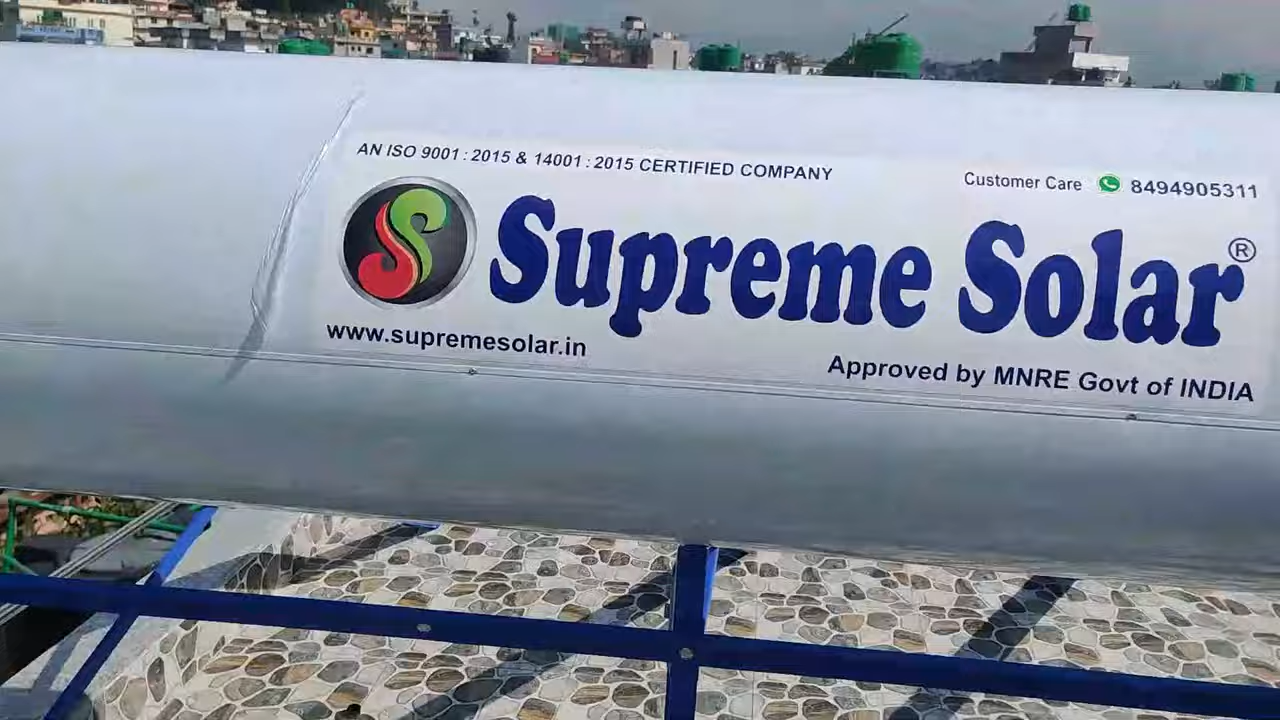 AN ISO 9001 : 2015 & 14001 : 2015 CERTIFIED COMPANY
Customer Care 8494905311
Supreme Solar®
www.supremesolar.in
Approved by MNRE Govt of INDIA